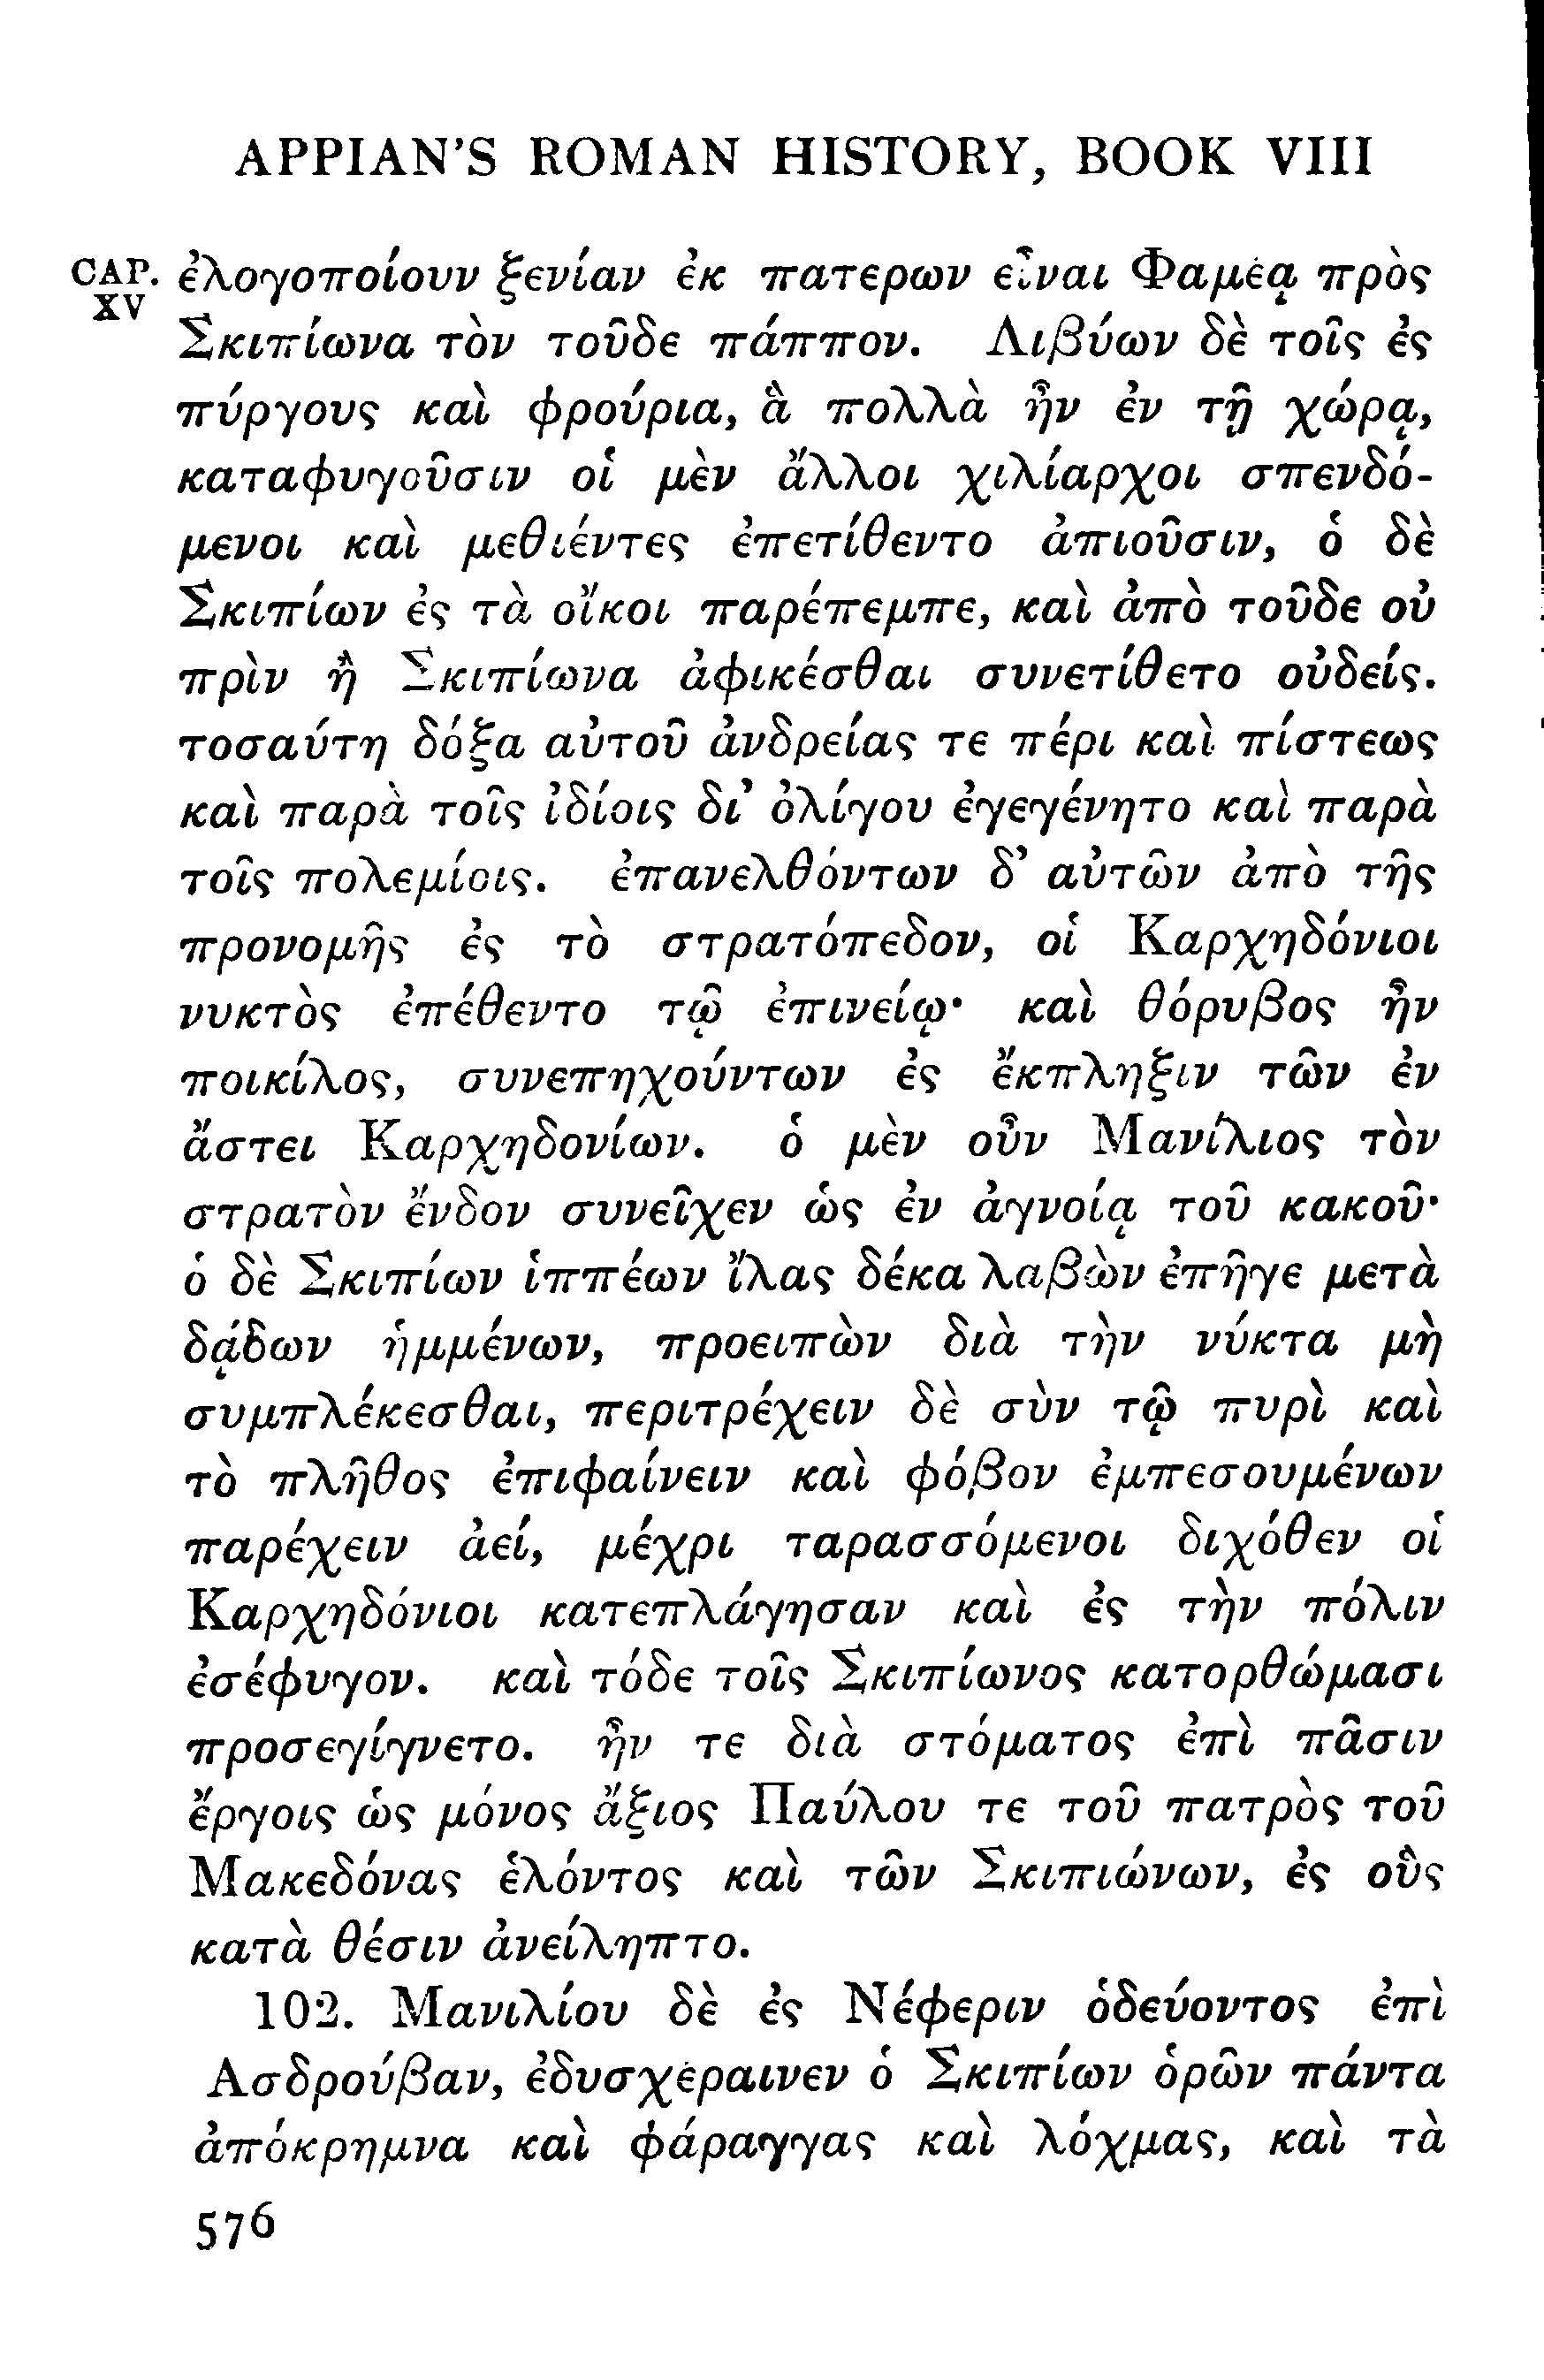 APPIAN'S ROMAN HISTORY, BOOK VIII
CAP. XV
ἐλογοποίουν ξενίαν ἐκ πατέρων εἶναι Φαμέᾳ πρὸς
Σκιπίωνα τὸν τοῦδε πάππον. Λιβύων δὲ τοῖς ἐς
πύργους καὶ φρούρια, ἃ πολλὰ ἦν ἐν τῇ χώρᾳ,
καταφυγοῦσιν οἱ μὲν ἄλλοι χιλίαρχοι σπενδό-
μενοι καὶ μεθιέντες ἐπετίθεντο ἀπιοῦσιν, ὁ δὲ
Σκιπίων ἐς τὰ οἴκοι παρέπεμπε, καὶ ἀπὸ τοῦδε οὐ
πρὶν ἢ Σκιπίωνα ἀφικέσθαι συνετίθετο οὐδείς.
τοσαύτη δόξα αὐτοῦ ἀνδρείας τε πέρι καὶ πίστεως
καὶ παρὰ τοῖς ἰδίοις δι' ὀλίγου ἐγεγένητο καὶ παρὰ
τοῖς πολεμίοις. ἐπανελθόντων δ' αὐτῶν ἀπὸ τῆς
προνομῆς ἐς τὸ στρατόπεδον, οἱ Καρχηδόνιοι
νυκτὸς ἐπέθεντο τῷ ἐπινείῳ· καὶ θόρυβος ἦν
ποικίλος, συνεπηχούντων ἐς ἔκπληξιν τῶν ἐν
ἄστει Καρχηδονίων. ὁ μὲν οὖν Μανίλιος τὸν
στρατὸν ἔνδον συνεῖχεν ὡς ἐν ἀγνοίᾳ τοῦ κακοῦ·
ὁ δὲ Σκιπίων ἱππέων ἴλας δέκα λαβὼν ἐπῆγε μετὰ
δᾴδων ἡμμένων, προειπὼν διὰ τὴν νύκτα μὴ
συμπλέκεσθαι, περιτρέχειν δὲ σὺν τῷ πυρὶ καὶ
τὸ πλῆθος ἐπιφαίνειν καὶ φόβον ἐμπεσουμένων
παρέχειν ἀεί, μέχρι ταρασσόμενοι διχόθεν οἱ
Καρχηδόνιοι κατεπλάγησαν καὶ ἐς τὴν πόλιν
ἐσέφυγον. καὶ τόδε τοῖς Σκιπίωνος κατορθώμασι
προσεγίγνετο. ἦν τε διὰ στόματος ἐπὶ πᾶσιν
ἔργοις ὡς μόνος ἄξιος Παύλου τε τοῦ πατρὸς τοῦ
Μακεδόνας ἑλόντος καὶ τῶν Σκιπιώνων, ἐς οὓς
κατὰ θέσιν ἀνείληπτο.
102. Μανιλίου δὲ ἐς Νέφεριν ὁδεύοντος ἐπὶ
Ασδρούβαν, ἐδυσχέραινεν ὁ Σκιπίων ὁρῶν πάντα
ἀπόκρημνα καὶ φάραγγας καὶ λόχμας, καὶ τὰ
576